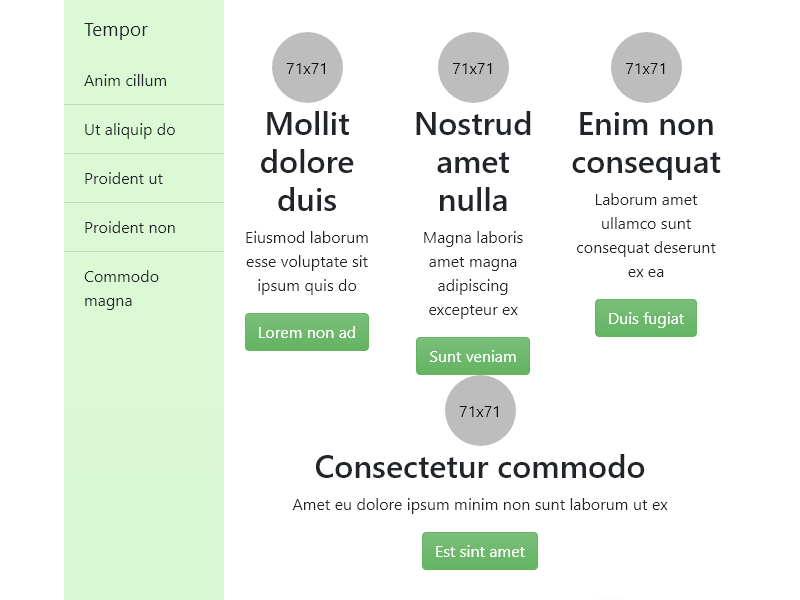 Tempor
Anim cillum
Ut aliquip do
Proident ut
Proident non
Commodo
magna
71x71
Mollit
dolore
duis
Eiusmod laborum
esse voluptate sit
ipsum quis do
Lorem non ad
71x71
Nostrud
amet
nulla
Magna laboris
amet magna
adipiscing
excepteur ex
Sunt veniam
71x71
Enim non
consequat
Laborum amet
ullamco sunt
consequat deserunt
ex ea
Duis fugiat
71x71
Consectetur commodo
Amet eu dolore ipsum minim non sunt laborum ut ex
Est sint amet